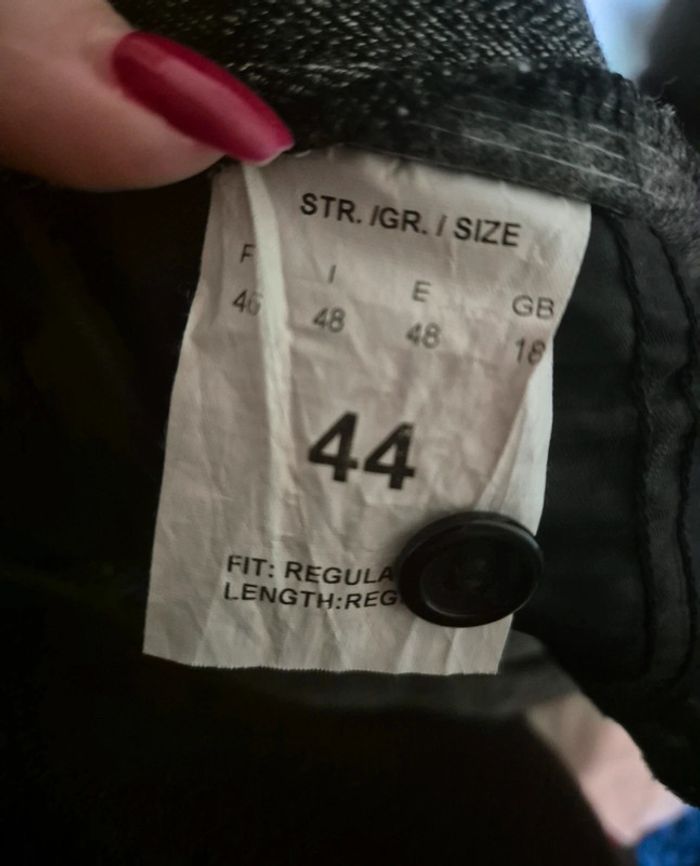 STR. /GR. / SIZE
F I E GB
46 48 48 18
44
FIT: REGULA
LENGTH:REG